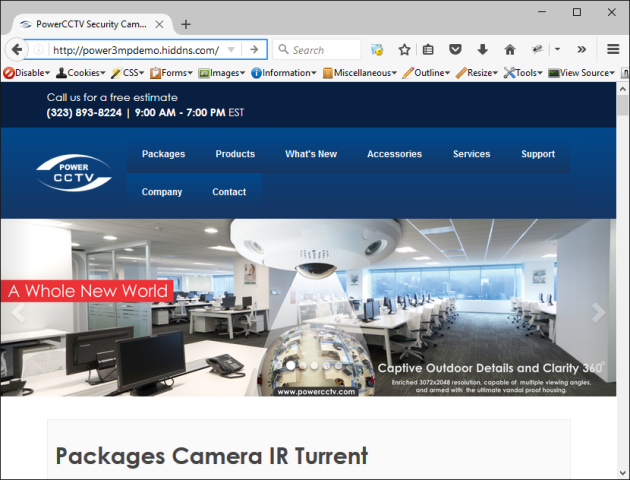 PowerCCTV Security Cam...
http://power3mpdemo.hiddns.com/
Search
Disable Cookies CSS Forms Images Information Miscellaneous Outline Resize Tools View Source
Call us for a free estimate
(323) 893-8224 | 9:00 AM - 7:00 PM EST
POWER
CCTV
Packages Products What's New Accessories Services Support
Company Contact
A Whole New World
Captive Outdoor Details and Clarity 360°
Enriched 3072x2048 resolution, capable of multiple viewing angles,
and armed with the ultimate vandal proof housing.
www.powercctv.com
Packages Camera IR Turrent